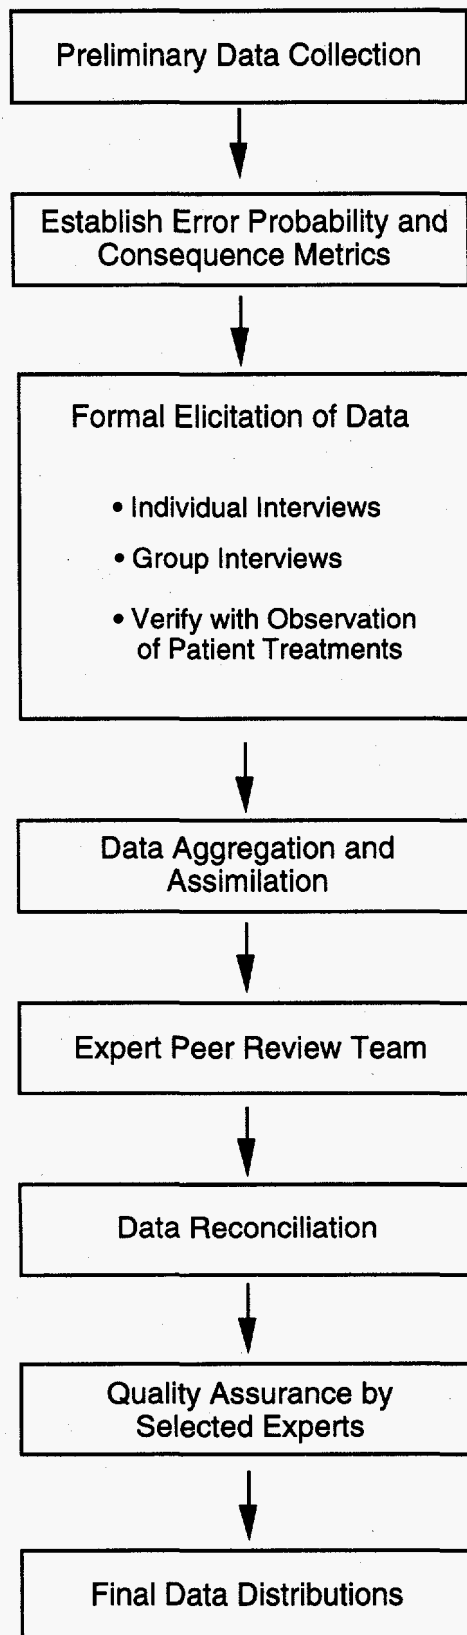 Preliminary Data Collection
Establish Error Probability and
Consequence Metrics
Formal Elicitation of Data
• Individual Interviews
• Group Interviews
• Verify with Observation
of Patient Treatments
Data Aggregation and
Assimilation
Expert Peer Review Team
Data Reconciliation
Quality Assurance by
Selected Experts
Final Data Distributions